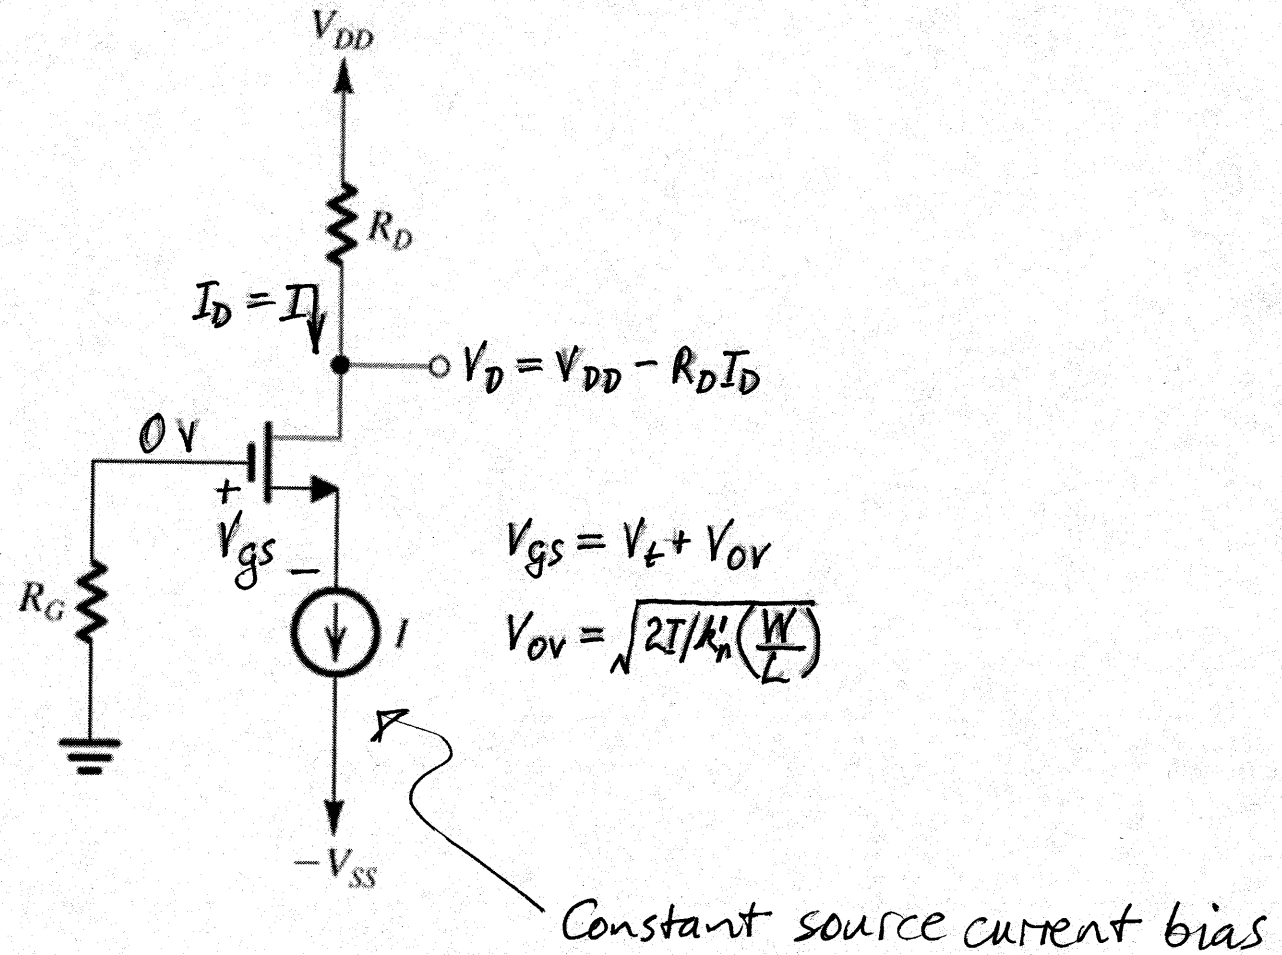 V_DD
R_D
I_D = I
V_D = V_DD - R_D I_D
0 V
+
V_gs
-
V_gs = V_t + V_ov
R_G
I
V_ov = √(2I/k'_n(W/L))
-V_SS
Constant source current bias